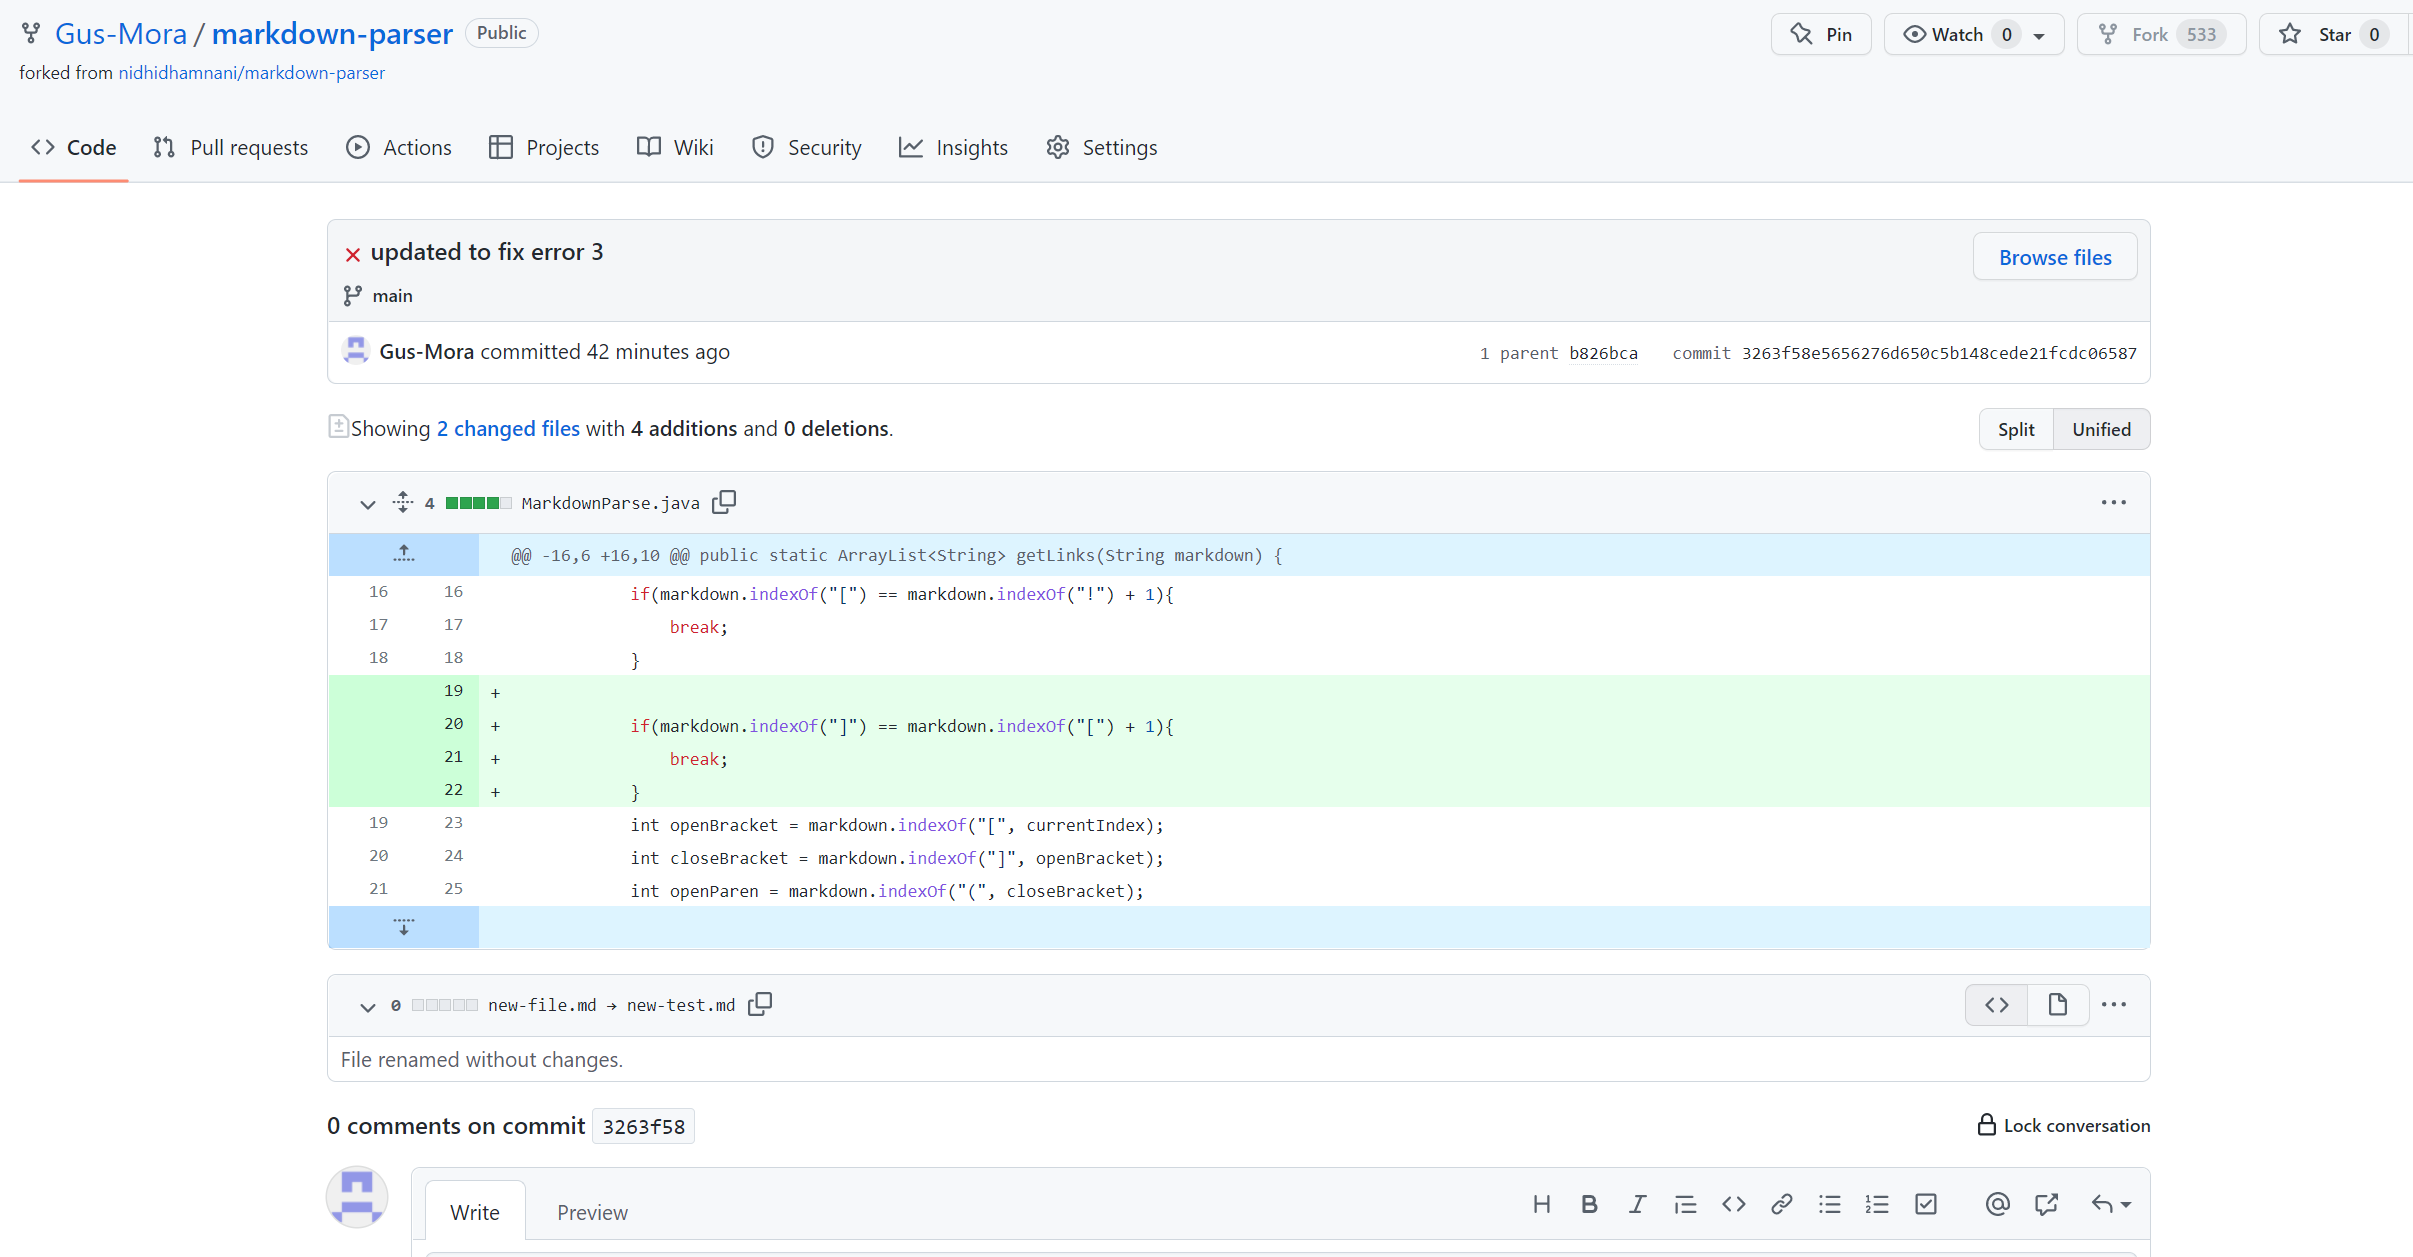 Gus-Mora / markdown-parser Public
Pin Watch 0 Fork 533 Star 0
forked from nidhidhamnani/markdown-parser
Code Pull requests Actions Projects Wiki Security Insights Settings
updated to fix error 3
Browse files
main
Gus-Mora committed 42 minutes ago
1 parent b826bca commit 3263f58e5656276d650c5b148cede21fcdc06587
Showing 2 changed files with 4 additions and 0 deletions.
Split Unified
4 MarkdownParse.java
@@ -16,6 +16,10 @@ public static ArrayList<String> getLinks(String markdown) {
16 16 if(markdown.indexOf("[") == markdown.indexOf("!") + 1){
17 17 break;
18 18 }
19 +
20 + if(markdown.indexOf("]") == markdown.indexOf("[") + 1){
21 + break;
22 + }
19 23 int openBracket = markdown.indexOf("[", currentIndex);
20 24 int closeBracket = markdown.indexOf("]", openBracket);
21 25 int openParen = markdown.indexOf("(", closeBracket);
0 new-file.md → new-test.md
File renamed without changes.
0 comments on commit 3263f58
Lock conversation
Write Preview